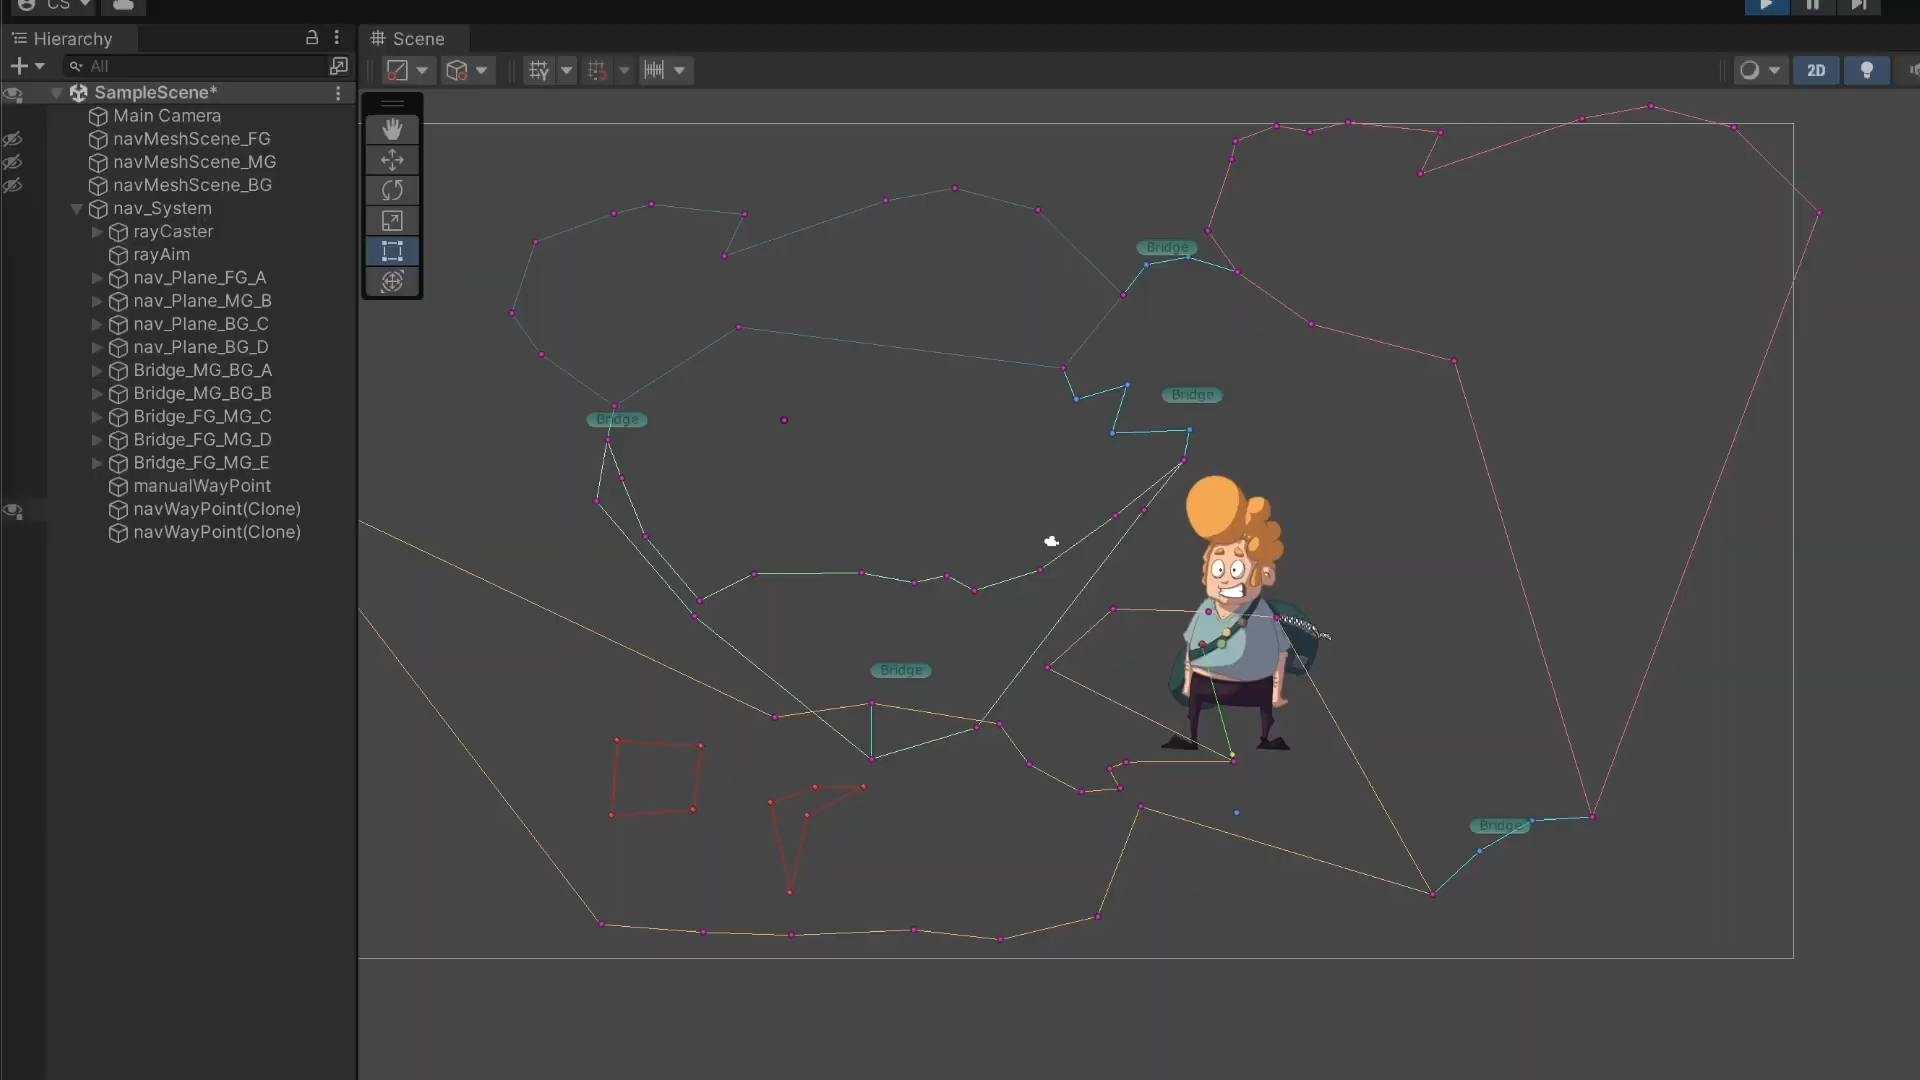 CS
Hierarchy
All
SampleScene*
Main Camera
navMeshScene_FG
navMeshScene_MG
navMeshScene_BG
nav_System
rayCaster
rayAim
nav_Plane_FG_A
nav_Plane_MG_B
nav_Plane_BG_C
nav_Plane_BG_D
Bridge_MG_BG_A
Bridge_MG_BG_B
Bridge_FG_MG_C
Bridge_FG_MG_D
Bridge_FG_MG_E
manualWayPoint
navWayPoint(Clone)
navWayPoint(Clone)
Scene
2D
Bridge
Bridge
Bridge
Bridge
Bridge